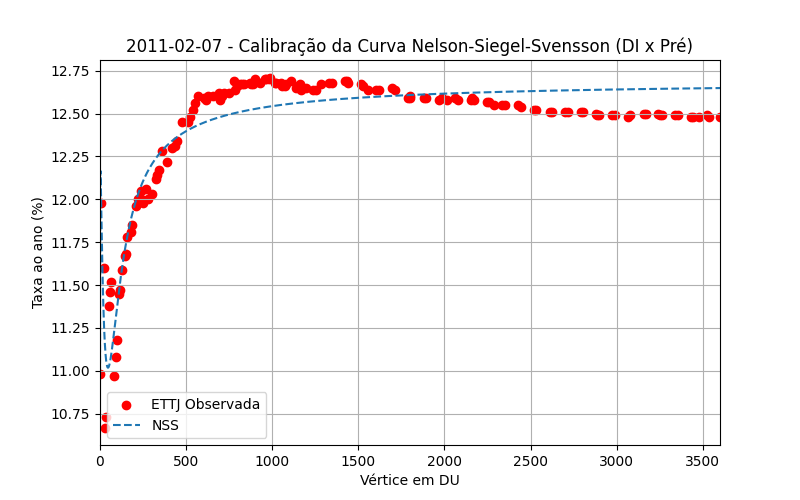 2011-02-07 - Calibração da Curva Nelson-Siegel-Svensson (DI x Pré)
Taxa ao ano (%)
12.75
12.50
12.25
12.00
11.75
11.50
11.25
11.00
10.75
ETTJ Observada
NSS
0 500 1000 1500 2000 2500 3000 3500
Vértice em DU